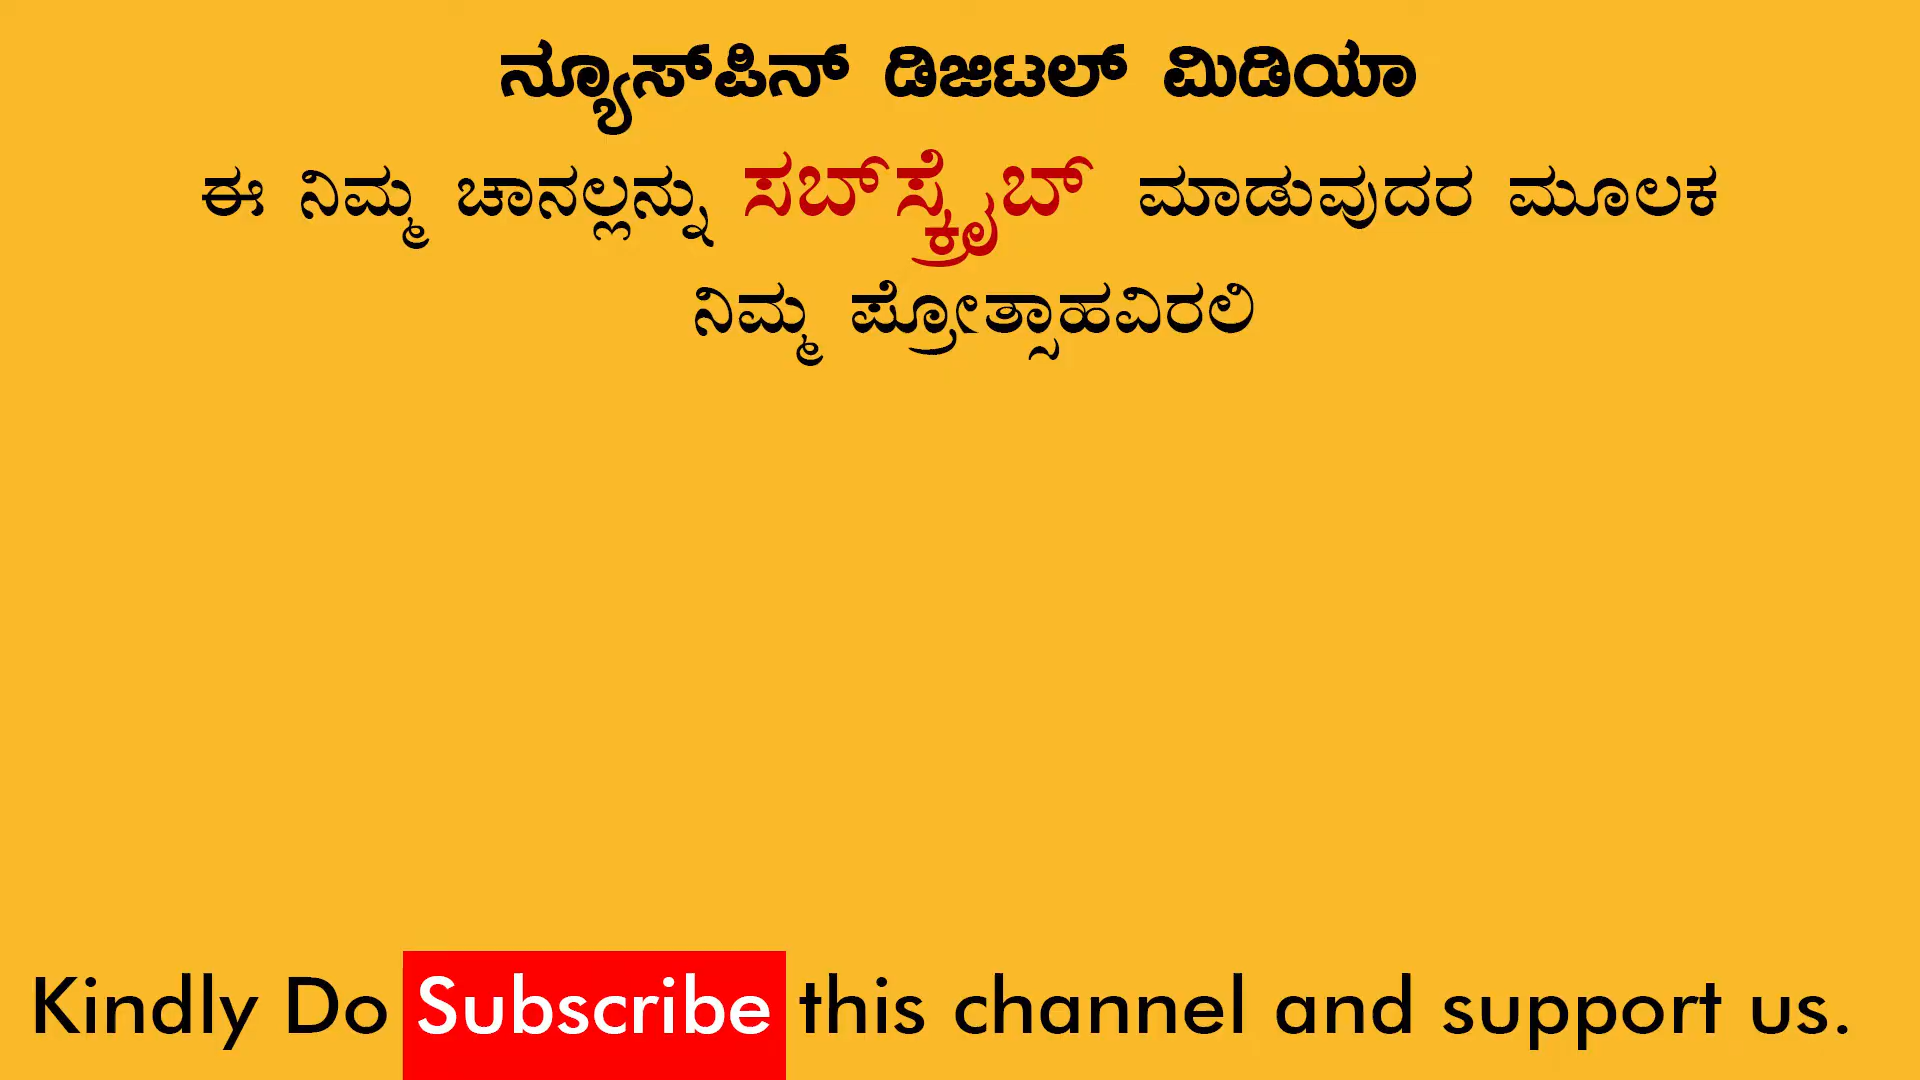 ನ್ಯೂಸ್‌ಪಿನ್ ಡಿಜಿಟಲ್ ಮಿಡಿಯಾ
ಈ ನಿಮ್ಮ ಚಾನಲ್ಲನ್ನು ಸಬ್‌ಸ್ಕ್ರೈಬ್ ಮಾಡುವುದರ ಮೂಲಕ
ನಿಮ್ಮ ಪ್ರೋತ್ಸಾಹವಿರಲಿ
Kindly Do Subscribe this channel and support us.